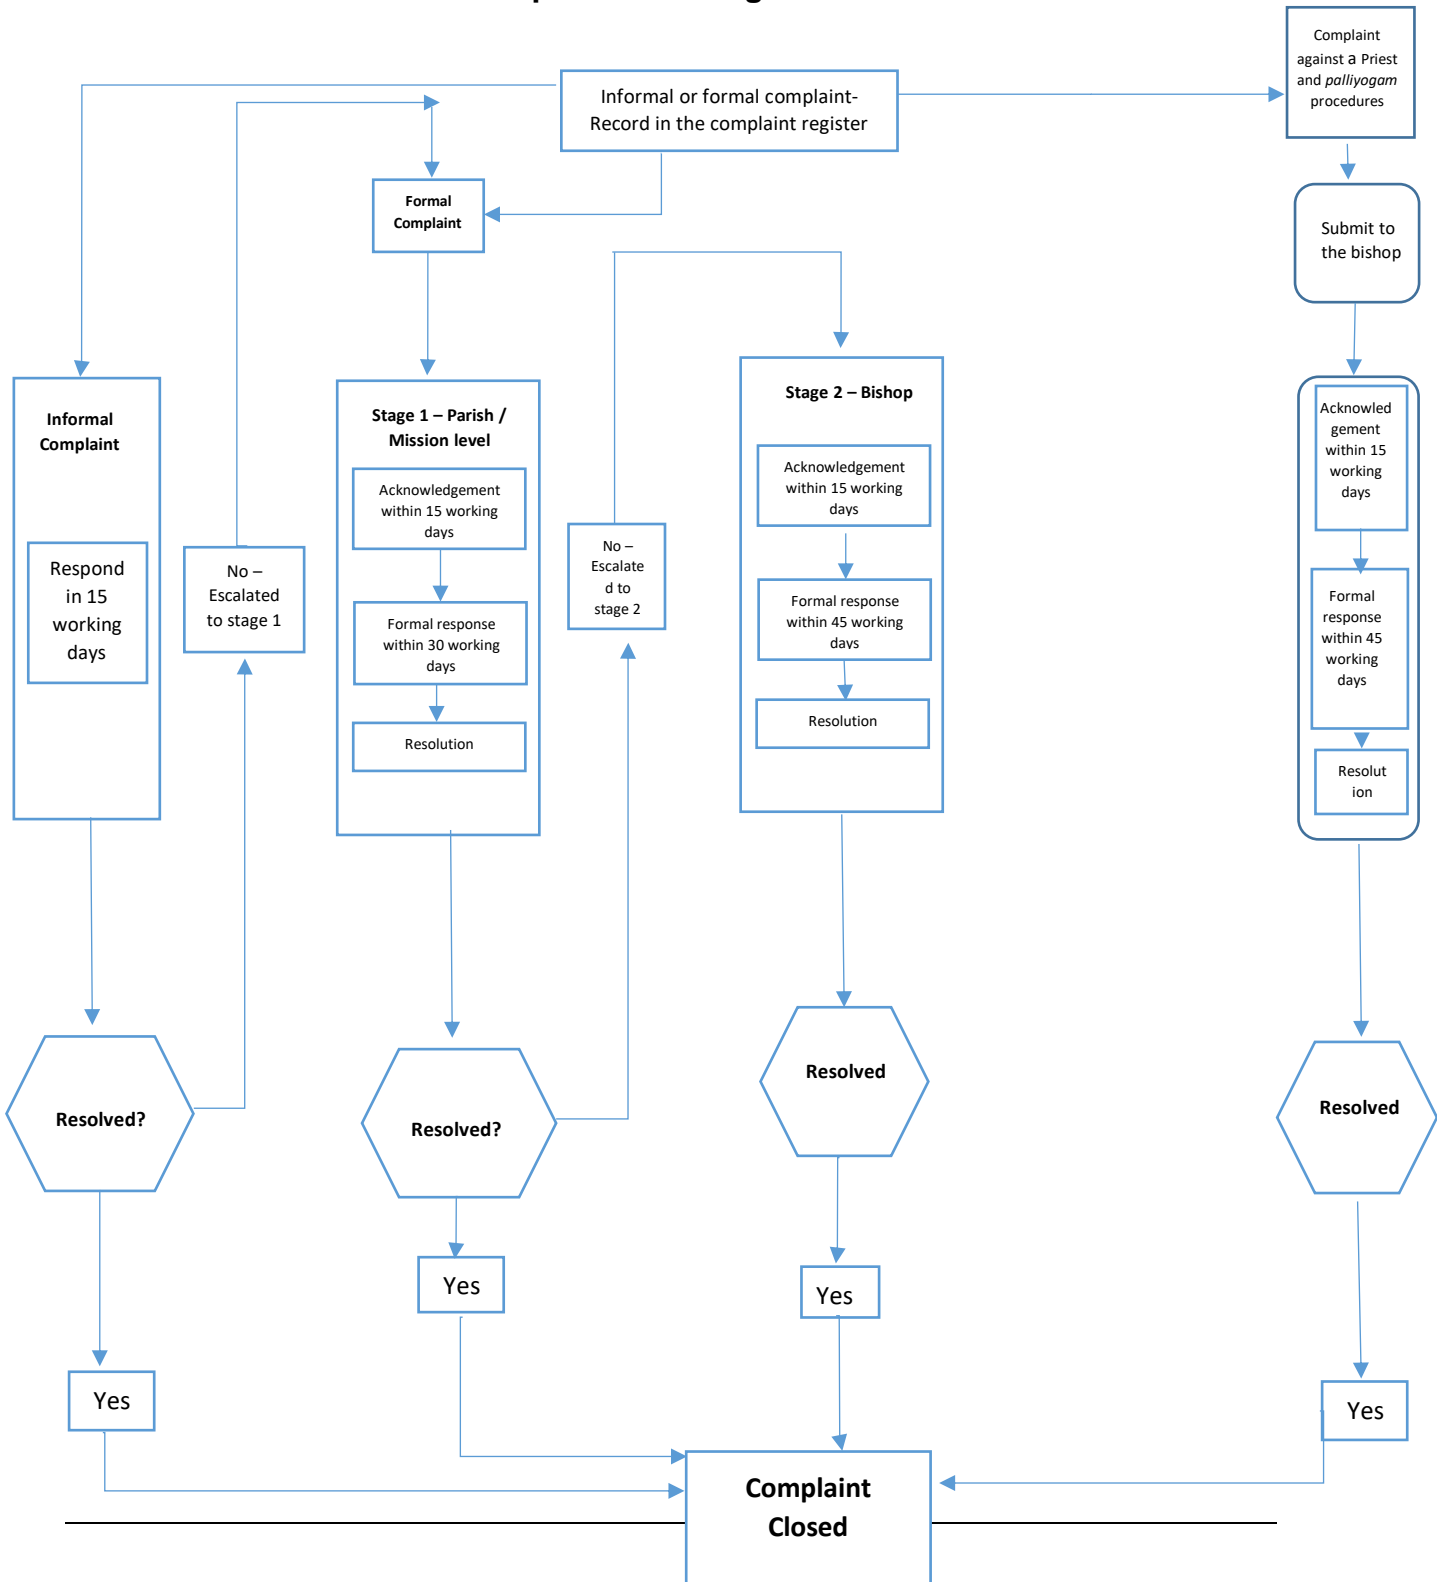 Complaint
against a Priest
and palliyogam
procedures
Informal or formal complaint-
Record in the complaint register
Formal
Complaint
Submit to
the bishop
Informal
Complaint
Respond
in 15
working
days
No –
Escalated
to stage 1
Stage 1 – Parish /
Mission level
Acknowledgement
within 15 working
days
Formal response
within 30 working
days
Resolution
No –
Escalate
d to
stage 2
Stage 2 – Bishop
Acknowledgement
within 15 working
days
Formal response
within 45 working
days
Resolution
Acknowled
gement
within 15
working
days
Formal
response
within 45
working
days
Resolut
ion
Resolved?
Resolved?
Resolved
Resolved
Yes
Yes
Yes
Yes
Complaint
Closed